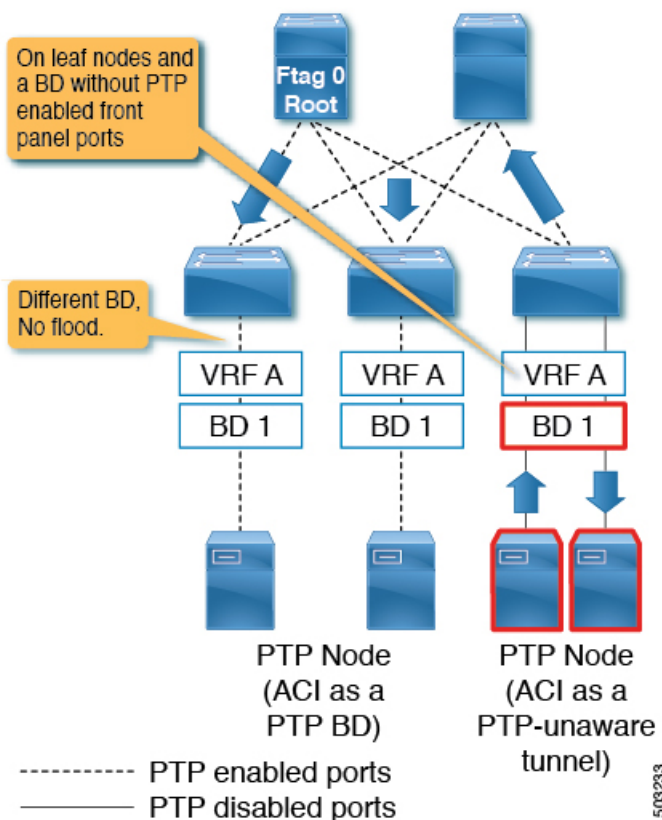 On leaf nodes and
a BD without PTP
enabled front
panel ports
Ftag 0
Root
Different BD,
No flood.
VRF A
VRF A
VRF A
BD 1
BD 1
BD 1
PTP Node
(ACI as a
PTP BD)
PTP Node
(ACI as a
PTP-unaware
tunnel)
PTP enabled ports
PTP disabled ports
503233